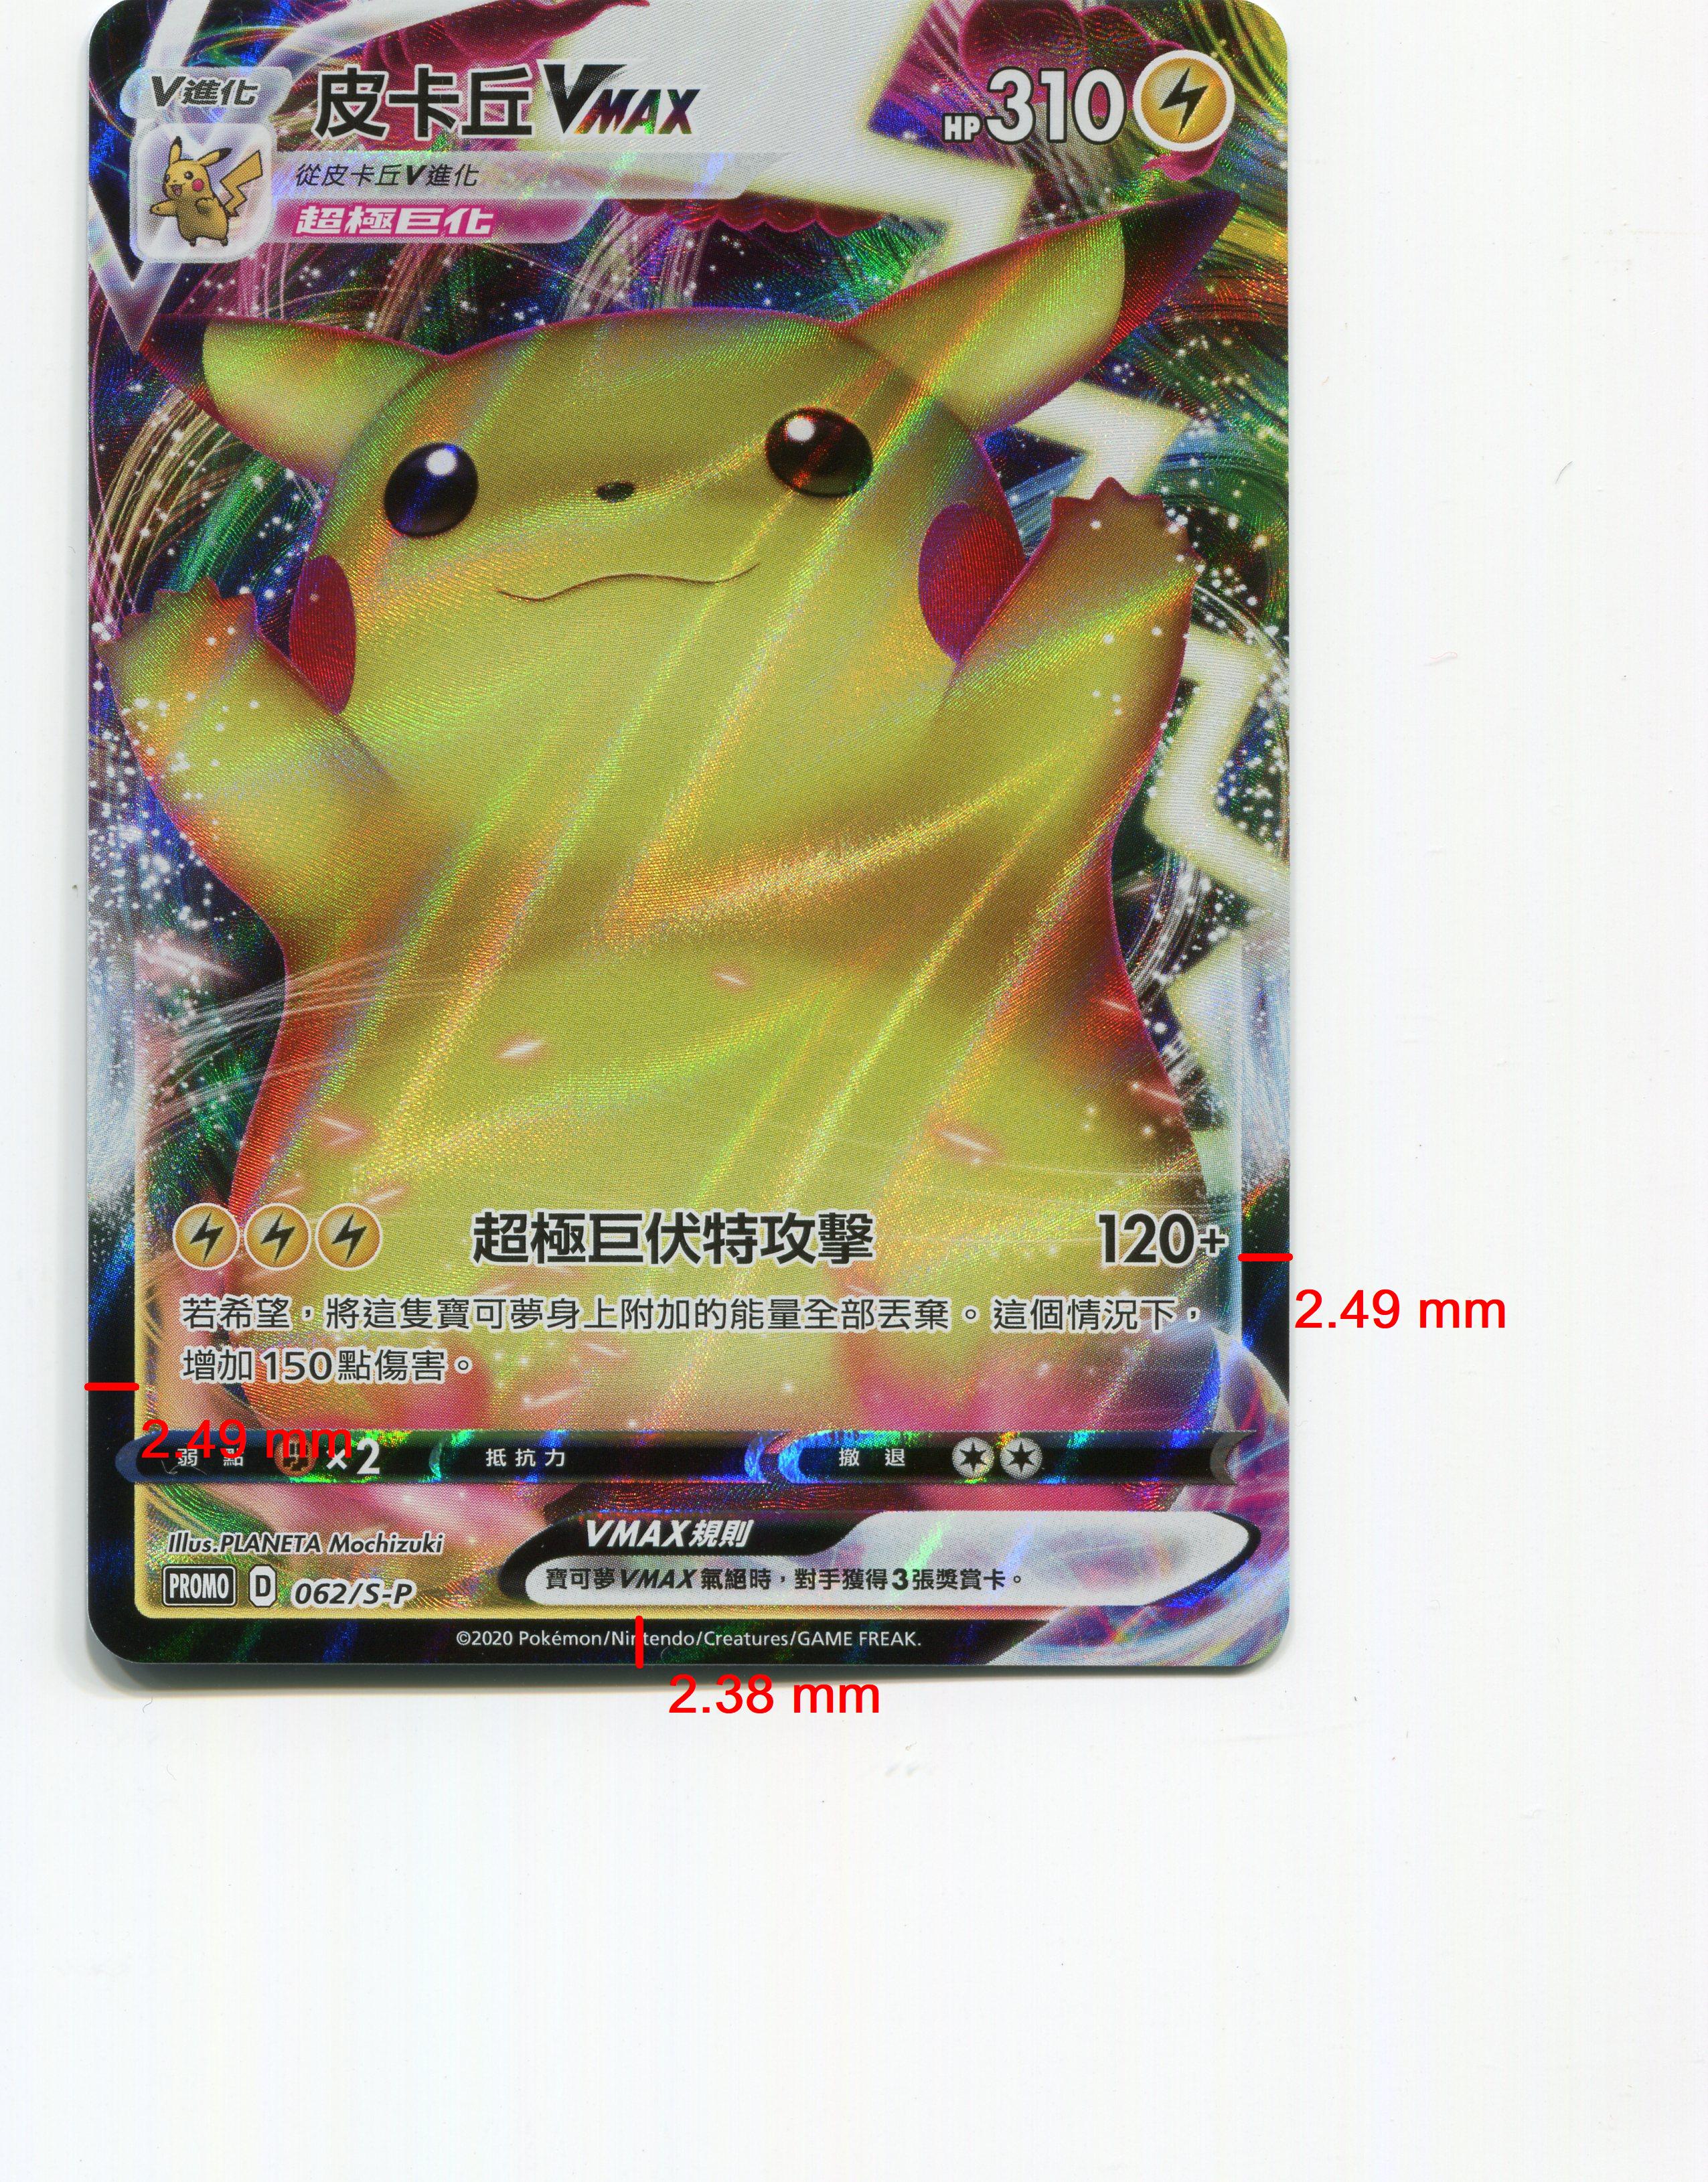 V進化
皮卡丘VMAX
HP310
從皮卡丘V進化
超極巨化
超極巨伏特攻擊
120+
若希望，將這隻寶可夢身上附加的能量全部丟棄。這個情況下，
增加150點傷害。
2.49 mm
2.49 mm
弱點 ×2 抵抗力 撤退
Illus.PLANETA Mochizuki
VMAX規則
PROMO D 062/S-P
寶可夢VMAX氣絕時，對手獲得3張獎賞卡。
©2020 Pokémon/Nintendo/Creatures/GAME FREAK.
2.38 mm